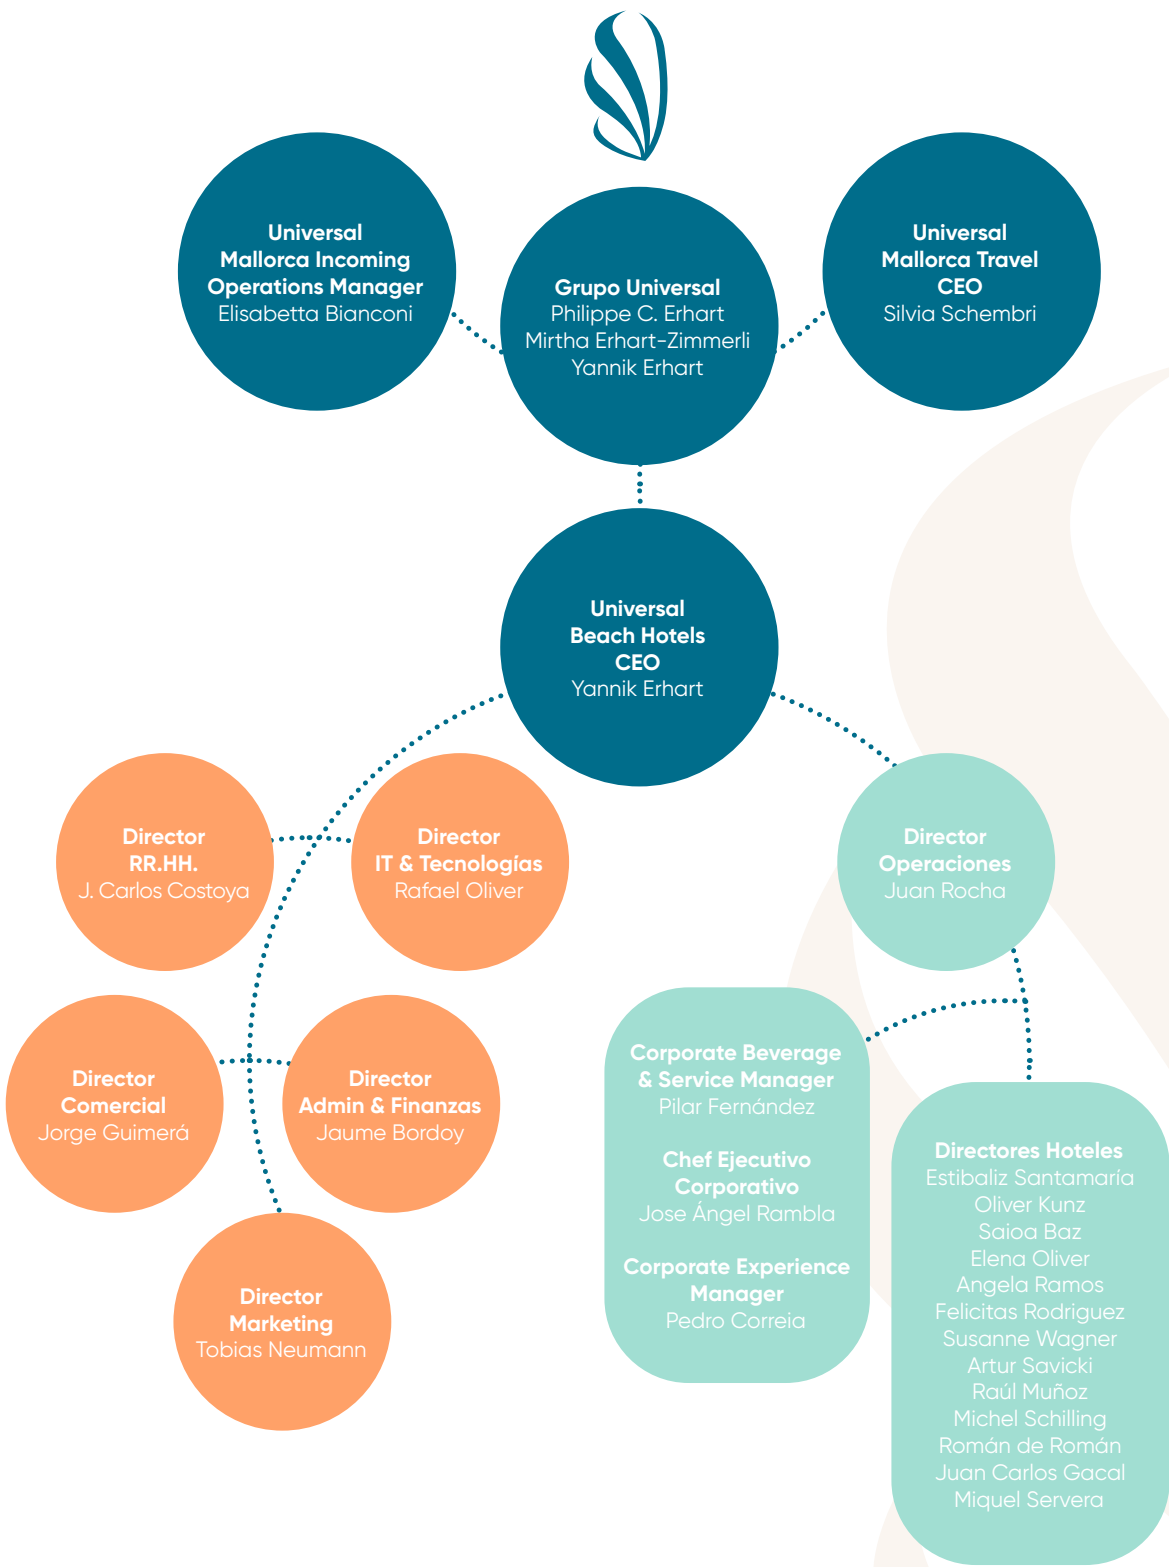 Universal
Mallorca Incoming
Operations Manager
Elisabetta Bianconi
Grupo Universal
Philippe C. Erhart
Mirtha Erhart-Zimmerli
Yannik Erhart
Universal
Mallorca Travel
CEO
Silvia Schembri
Universal
Beach Hotels
CEO
Yannik Erhart
Director
RR.HH.
J. Carlos Costoya
Director
IT & Tecnologías
Rafael Oliver
Director
Operaciones
Juan Rocha
Director
Comercial
Jorge Guimerá
Director
Admin & Finanzas
Jaume Bordoy
Director
Marketing
Tobias Neumann
Corporate Beverage
& Service Manager
Pilar Fernández
Chef Ejecutivo
Corporativo
Jose Ángel Rambla
Corporate Experience
Manager
Pedro Correia
Directores Hoteles
Estibaliz Santamaría
Oliver Kunz
Saioa Baz
Elena Oliver
Angela Ramos
Felicitas Rodriguez
Susanne Wagner
Artur Savicki
Raúl Muñoz
Michel Schilling
Román de Román
Juan Carlos Gacal
Miquel Servera